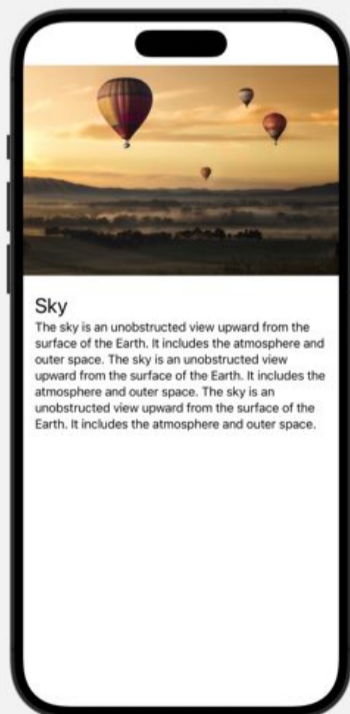 Sky
The sky is an unobstructed view upward from the
surface of the Earth. It includes the atmosphere and
outer space. The sky is an unobstructed view
upward from the surface of the Earth. It includes the
atmosphere and outer space. The sky is an
unobstructed view upward from the surface of the
Earth. It includes the atmosphere and outer space.